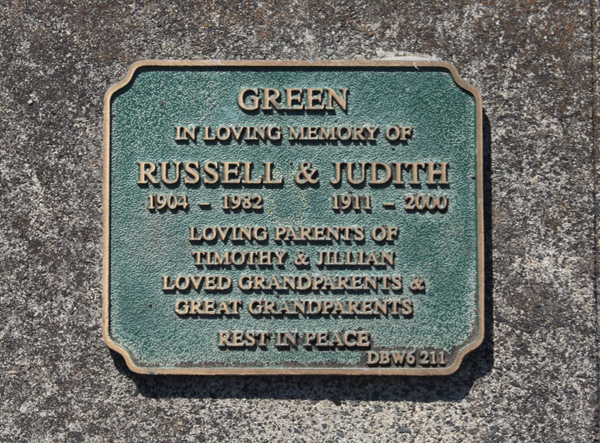 GREEN
IN LOVING MEMORY OF
RUSSELL & JUDITH
1904 – 1982 1911 – 2000
LOVING PARENTS OF
TIMOTHY & JILLIAN
LOVED GRANDPARENTS &
GREAT GRANDPARENTS
REST IN PEACE
DBW6 211